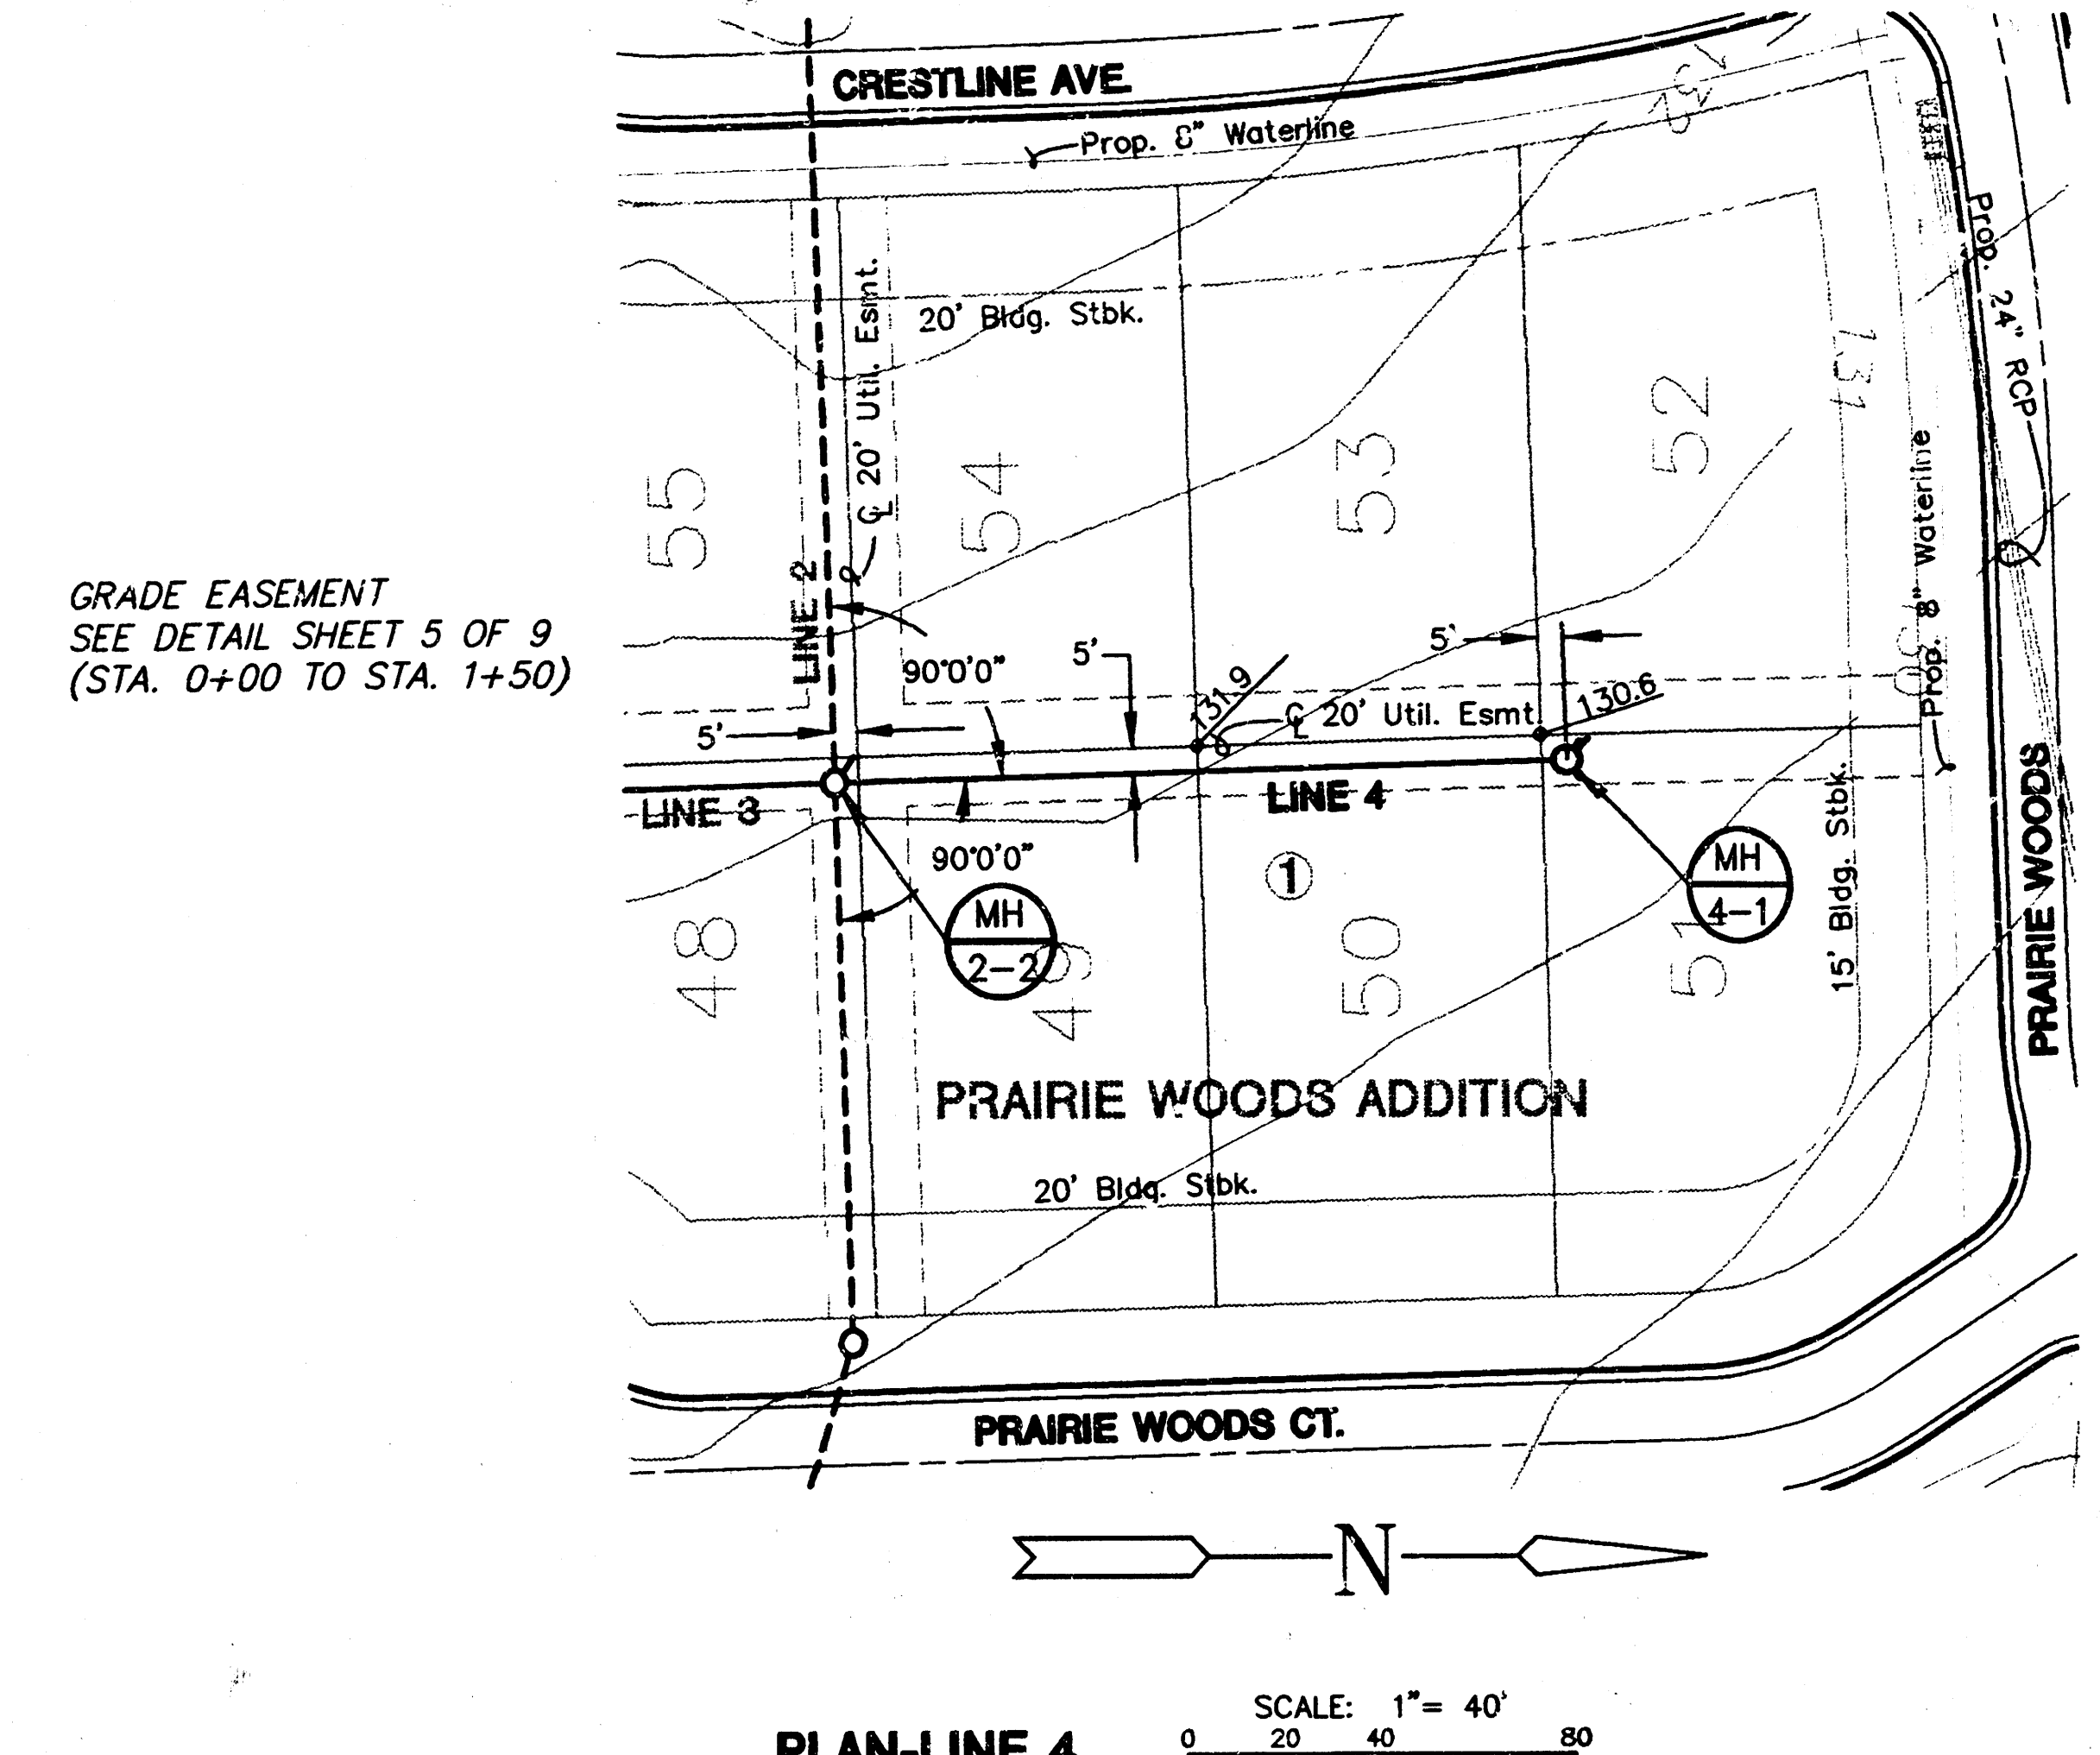 CRESTLINE AVE.
Prop. 8" Waterline
132
Prop. 24" RCP
20' Bldg. Stbk.
℄ 20' Util. Esmt.
131
55
54
53
52
Prop. 8" Waterline
LINE 2
GRADE EASEMENT
SEE DETAIL SHEET 5 OF 9
(STA. 0+00 TO STA. 1+50)
90°0'0"
5'
5'
131.9
130.6
5'
℄ 20' Util. Esmt.
LINE 3
LINE 4
90°0'0"
1
MH
4-1
MH
2-2
48
49
50
51
15' Bldg. Stbk.
PRAIRIE WOODS
PRAIRIE WOODS ADDITION
20' Bldg. Stbk.
PRAIRIE WOODS CT.
N
SCALE: 1"= 40'
PLAN-LINE 4
0 20 40 80